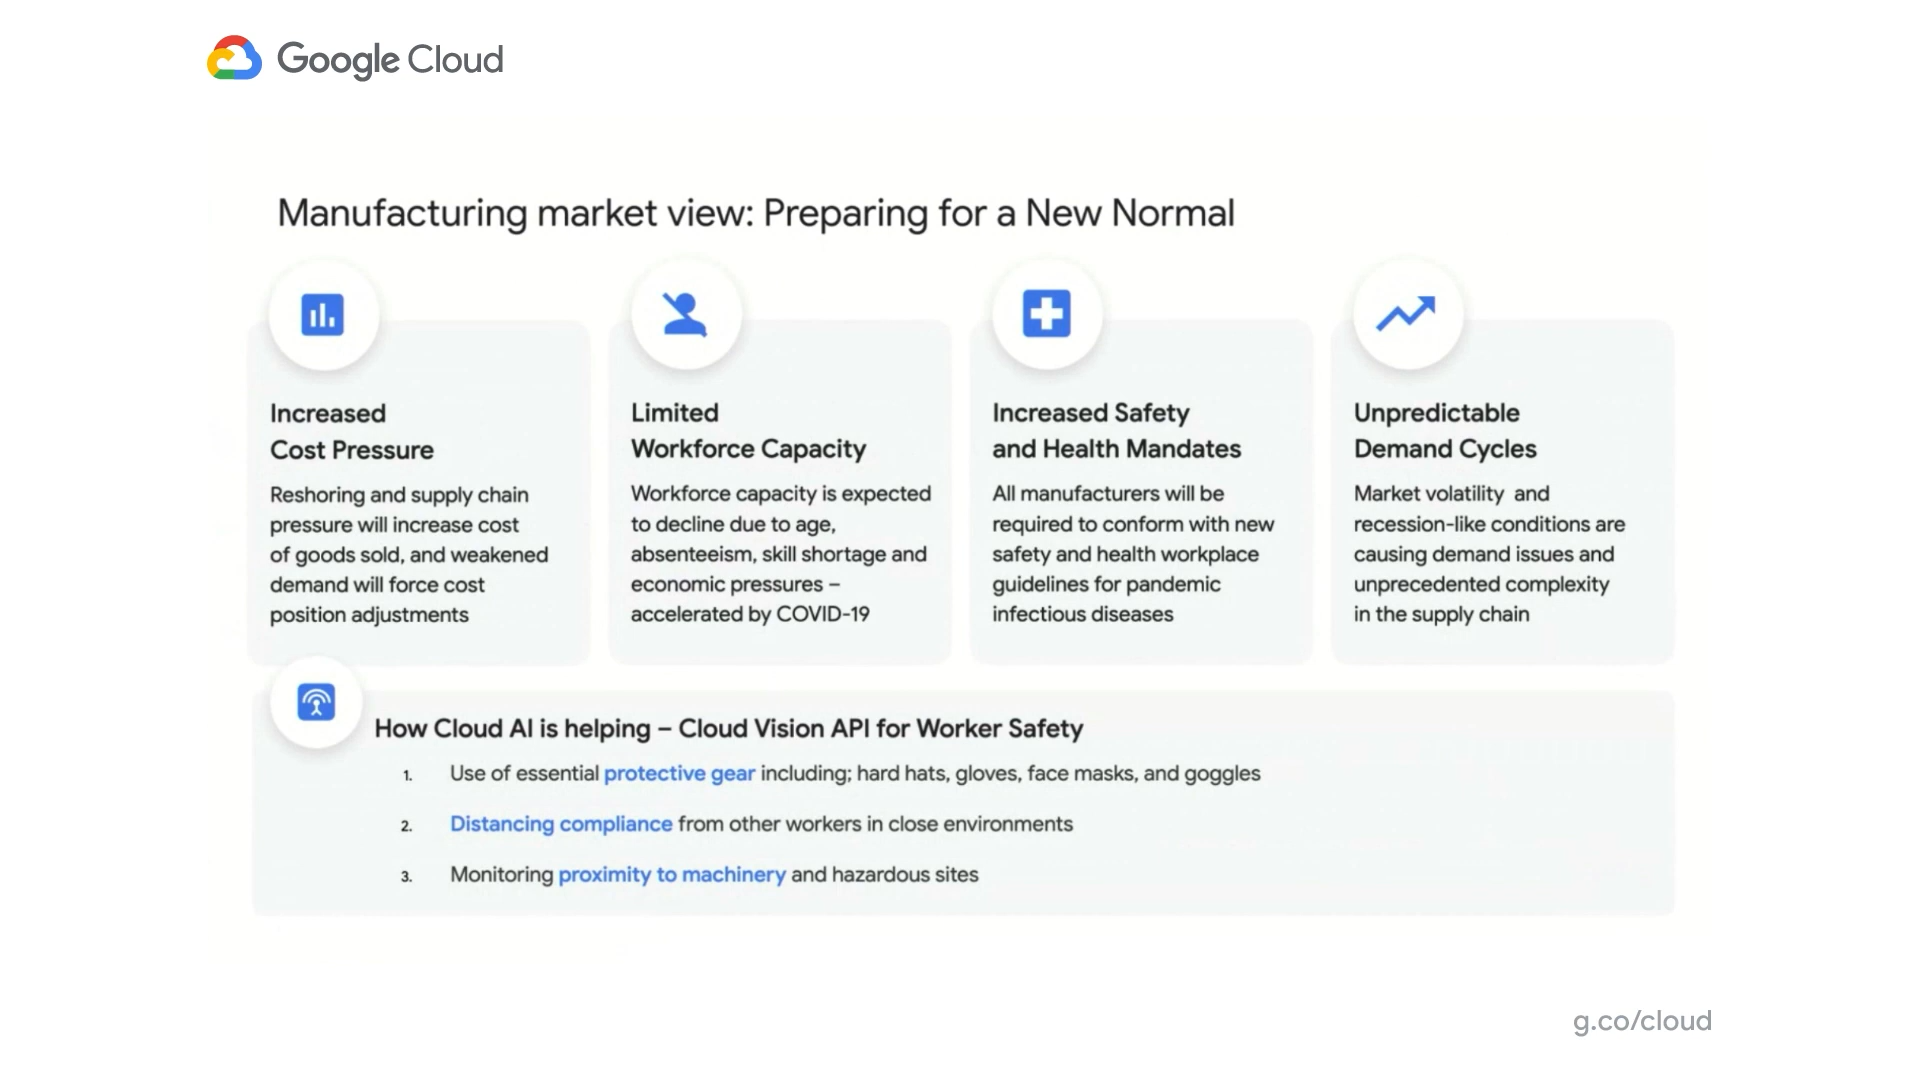 Google Cloud
Manufacturing market view: Preparing for a New Normal
Increased
Cost Pressure
Reshoring and supply chain
pressure will increase cost
of goods sold, and weakened
demand will force cost
position adjustments
Limited
Workforce Capacity
Workforce capacity is expected
to decline due to age,
absenteeism, skill shortage and
economic pressures –
accelerated by COVID-19
Increased Safety
and Health Mandates
All manufacturers will be
required to conform with new
safety and health workplace
guidelines for pandemic
infectious diseases
Unpredictable
Demand Cycles
Market volatility and
recession-like conditions are
causing demand issues and
unprecedented complexity
in the supply chain
How Cloud AI is helping – Cloud Vision API for Worker Safety
1. Use of essential protective gear including; hard hats, gloves, face masks, and goggles
2. Distancing compliance from other workers in close environments
3. Monitoring proximity to machinery and hazardous sites
g.co/cloud